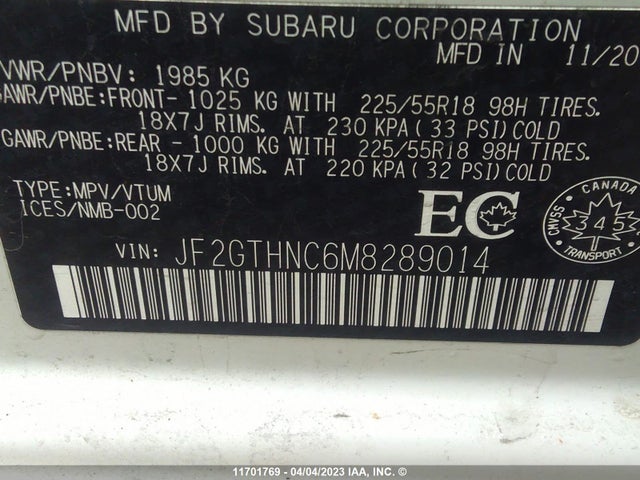 MFD BY SUBARU CORPORATION
MFD IN 11/20
VWR/PNBV: 1985 KG
GAWR/PNBE:FRONT- 1025 KG WITH 225/55R18 98H TIRES.
18X7J RIMS. AT 230 KPA(33 PSI)COLD
GAWR/PNBE:REAR - 1000 KG WITH 225/55R18 98H TIRES.
18X7J RIMS. AT 220 KPA(32 PSI)COLD
TYPE:MPV/VTUM
ICES/NMB-002
EC
CANADA
CMVSS
345
TRANSPORT
VIN: JF2GTHNC6M8289014
11701769 - 04/04/2023 IAA, INC. ©